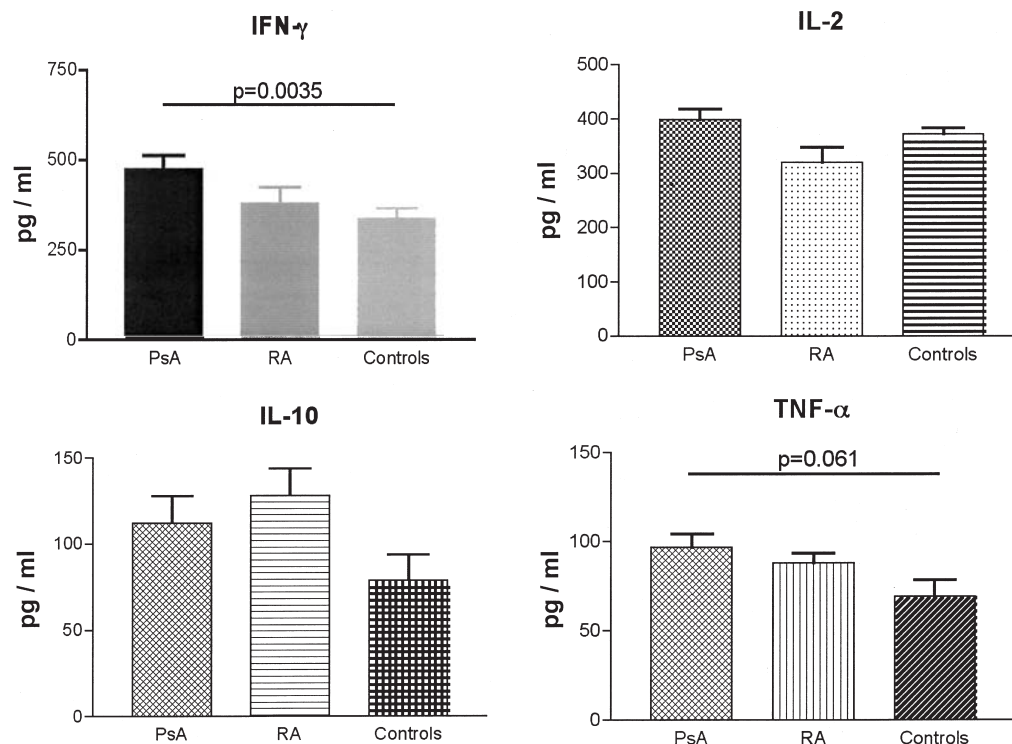 IFN-γ
pg / ml
750
500
250
0
p=0.0035
PsA RA Controls
IL-2
pg / ml
500
400
300
200
100
0
PsA RA Controls
IL-10
pg / ml
150
100
50
0
PsA RA Controls
TNF-α
pg / ml
150
100
50
0
p=0.061
PsA RA Controls